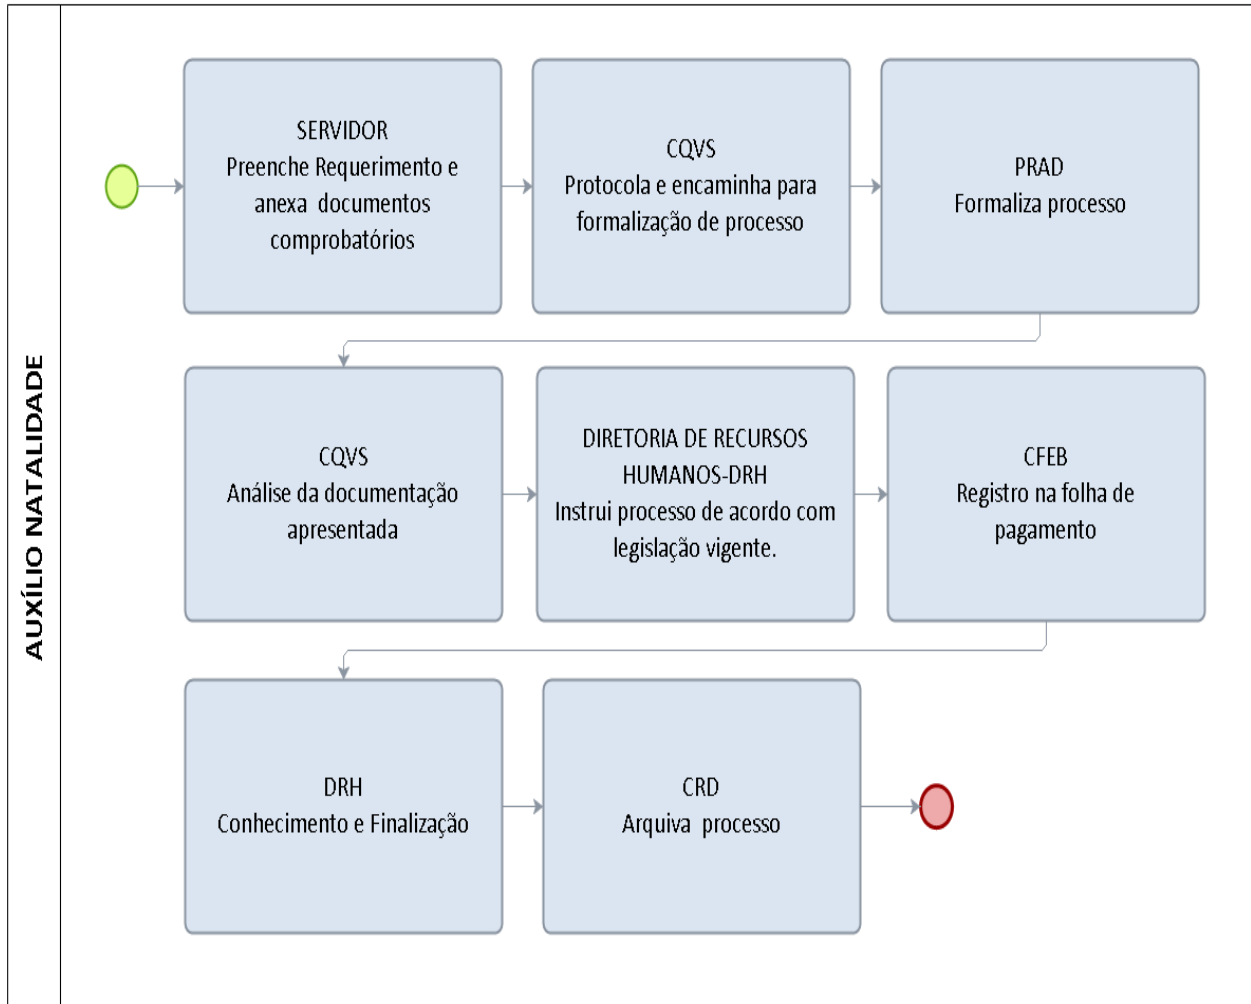 AUXÍLIO NATALIDADE
SERVIDOR
Preenche Requerimento e
anexa documentos
comprobatórios
CQVS
Protocola e encaminha para
formalização de processo
PRAD
Formaliza processo
CQVS
Análise da documentação
apresentada
DIRETORIA DE RECURSOS
HUMANOS-DRH
Instrui processo de acordo com
legislação vigente.
CFEB
Registro na folha de
pagamento
DRH
Conhecimento e Finalização
CRD
Arquiva processo